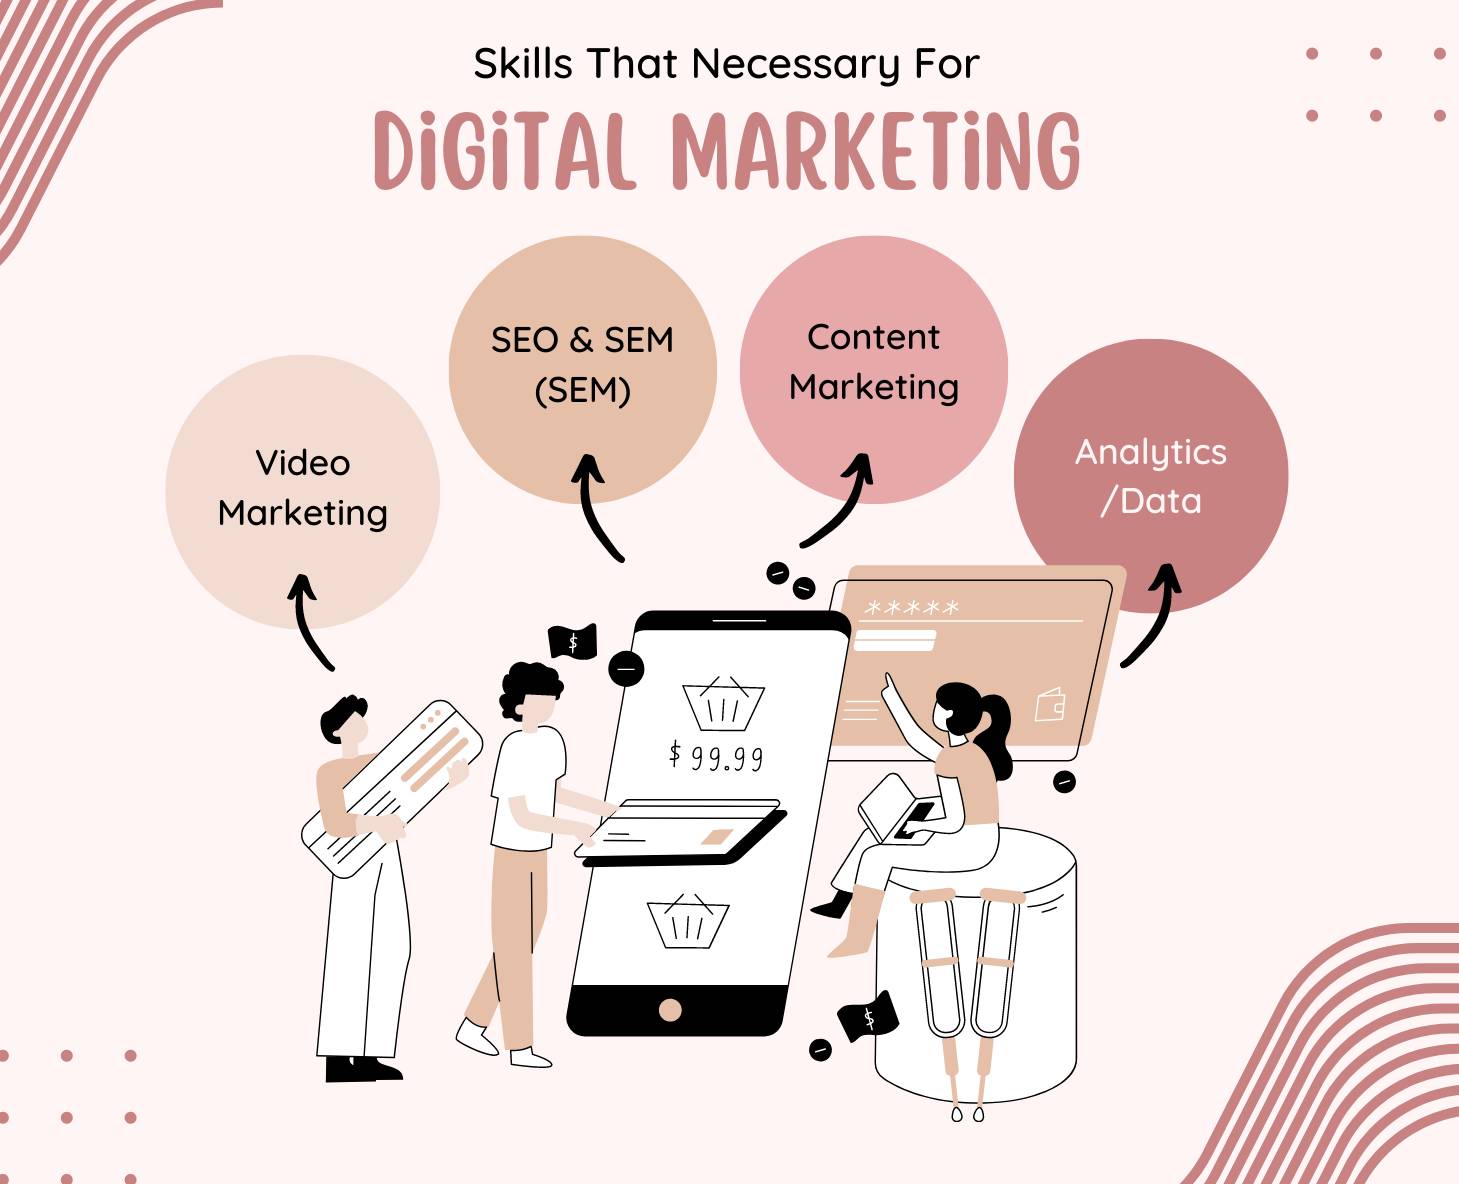 Skills That Necessary For
DiGiTAL MARKETiNG
SEO & SEM
(SEM)
Content
Marketing
Video
Marketing
Analytics
/Data
$
*****
$ 99.99
$